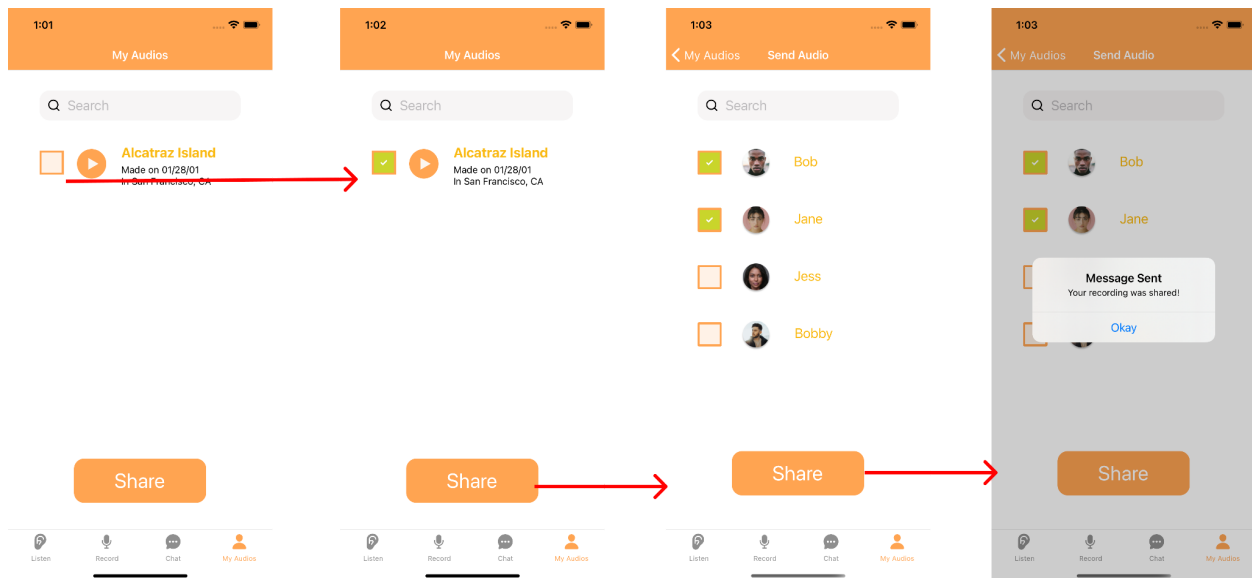 1:01
My Audios
Search
Alcatraz Island
Made on 01/28/01
In San Francisco, CA
Share
Listen
Record
Chat
My Audios
1:02
My Audios
Search
Alcatraz Island
Made on 01/28/01
In San Francisco, CA
Share
Listen
Record
Chat
My Audios
1:03
My Audios
Send Audio
Search
Bob
Jane
Jess
Bobby
Share
Listen
Record
Chat
My Audios
1:03
My Audios
Send Audio
Search
Bob
Jane
Message Sent
Your recording was shared!
Okay
Share
Listen
Record
Chat
My Audios